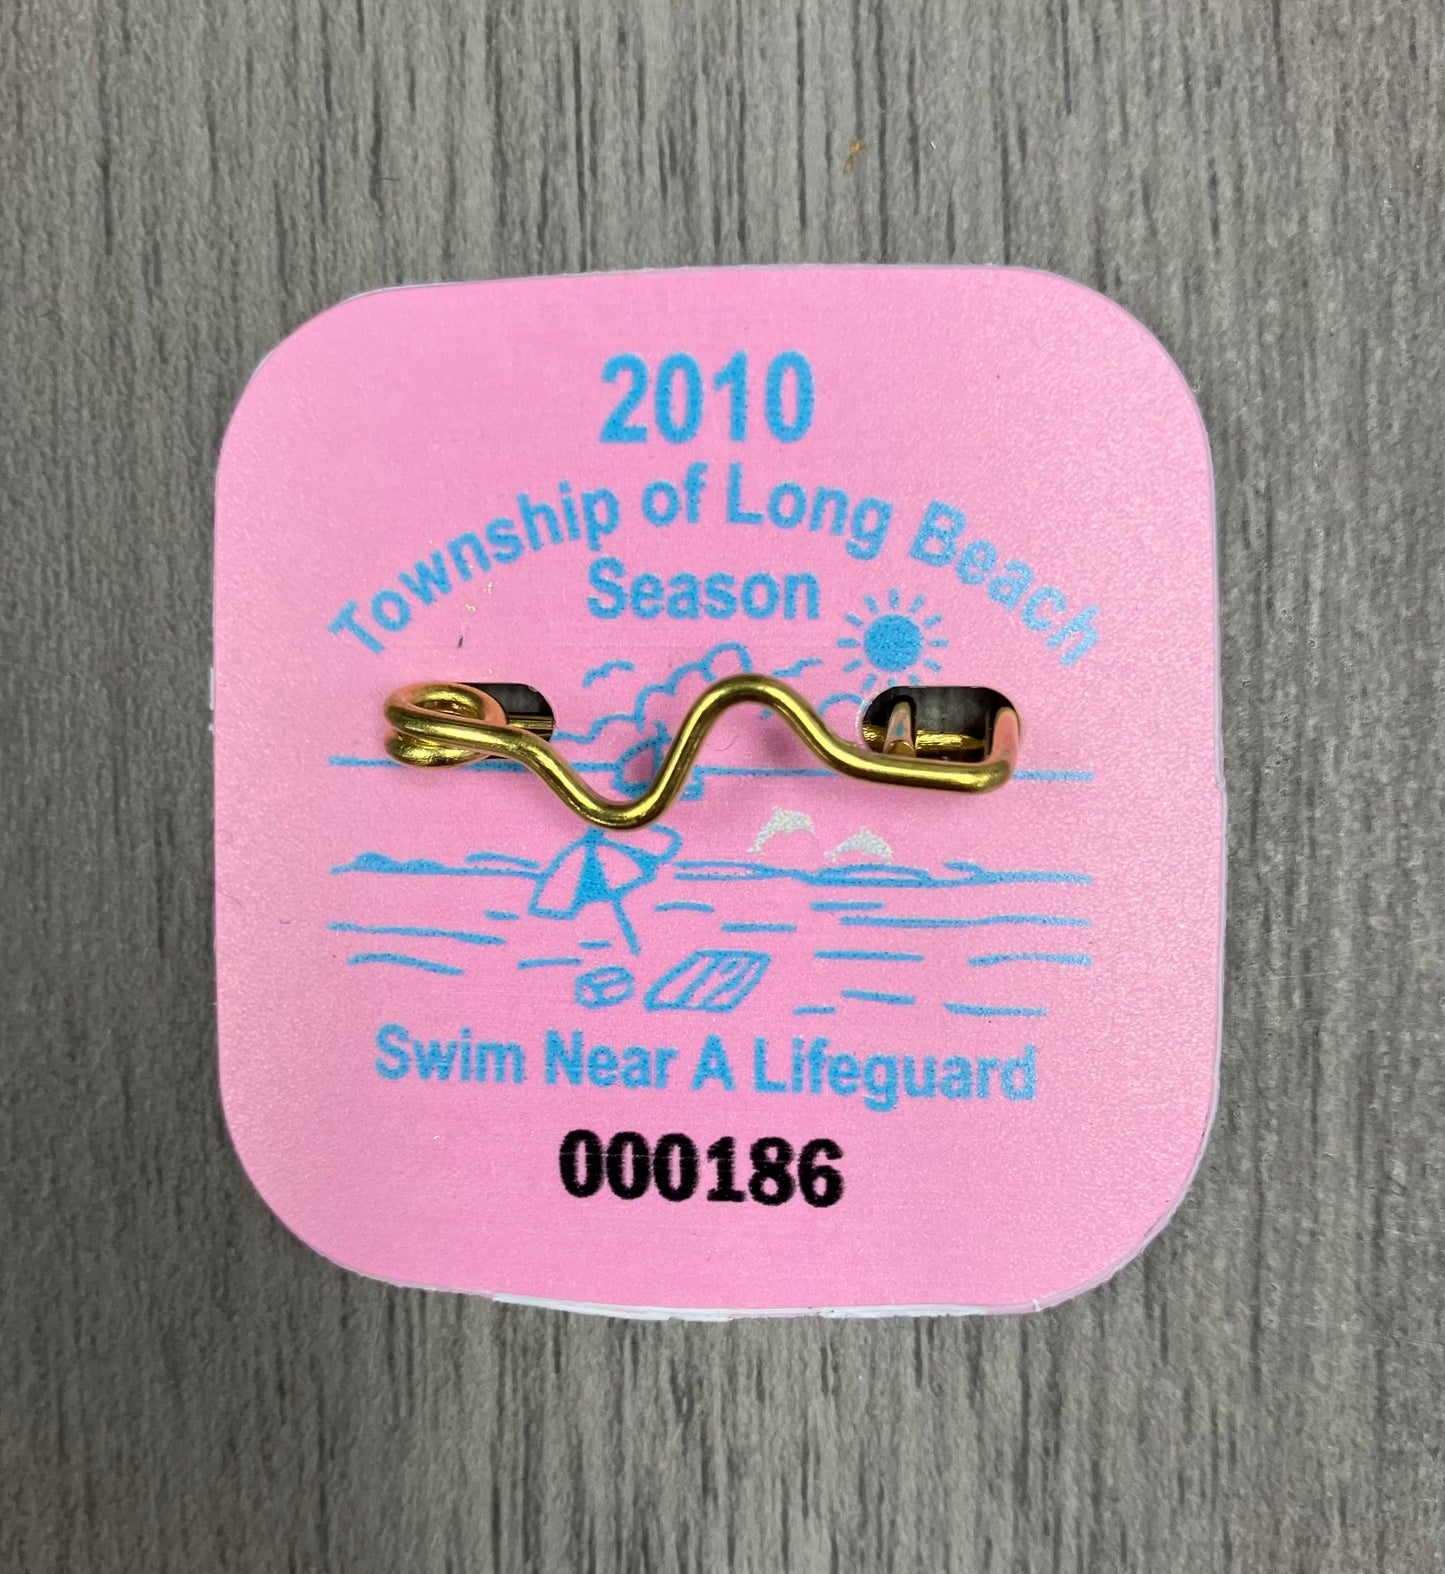 2010
Township of Long Beach
Season
Swim Near A Lifeguard
000186